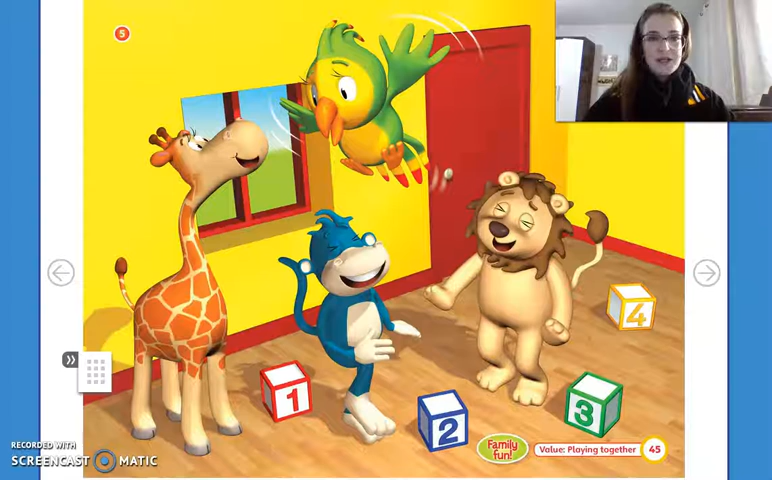 5
4
1
2
3
Family
fun!
Value: Playing together
45
RECORDED WITH
SCREENCAST MATIC